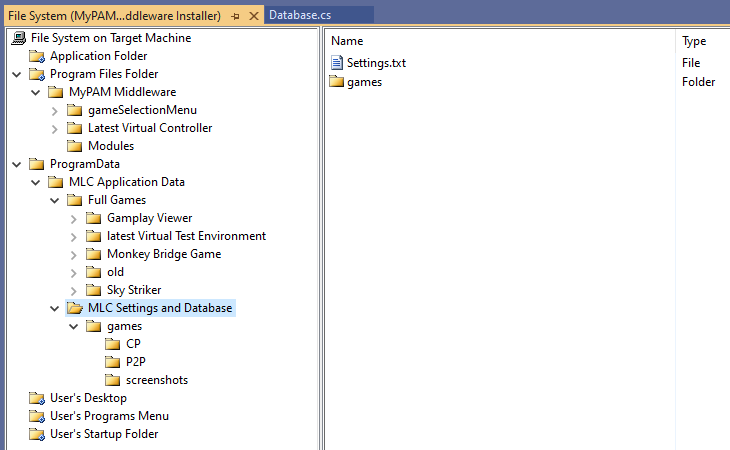 File System (MyPAM...ddleware Installer)
Database.cs
File System on Target Machine
Application Folder
Program Files Folder
MyPAM Middleware
gameSelectionMenu
Latest Virtual Controller
Modules
ProgramData
MLC Application Data
Full Games
Gamplay Viewer
latest Virtual Test Environment
Monkey Bridge Game
old
Sky Striker
MLC Settings and Database
games
CP
P2P
screenshots
User's Desktop
User's Programs Menu
User's Startup Folder
Name Type
Settings.txt File
games Folder